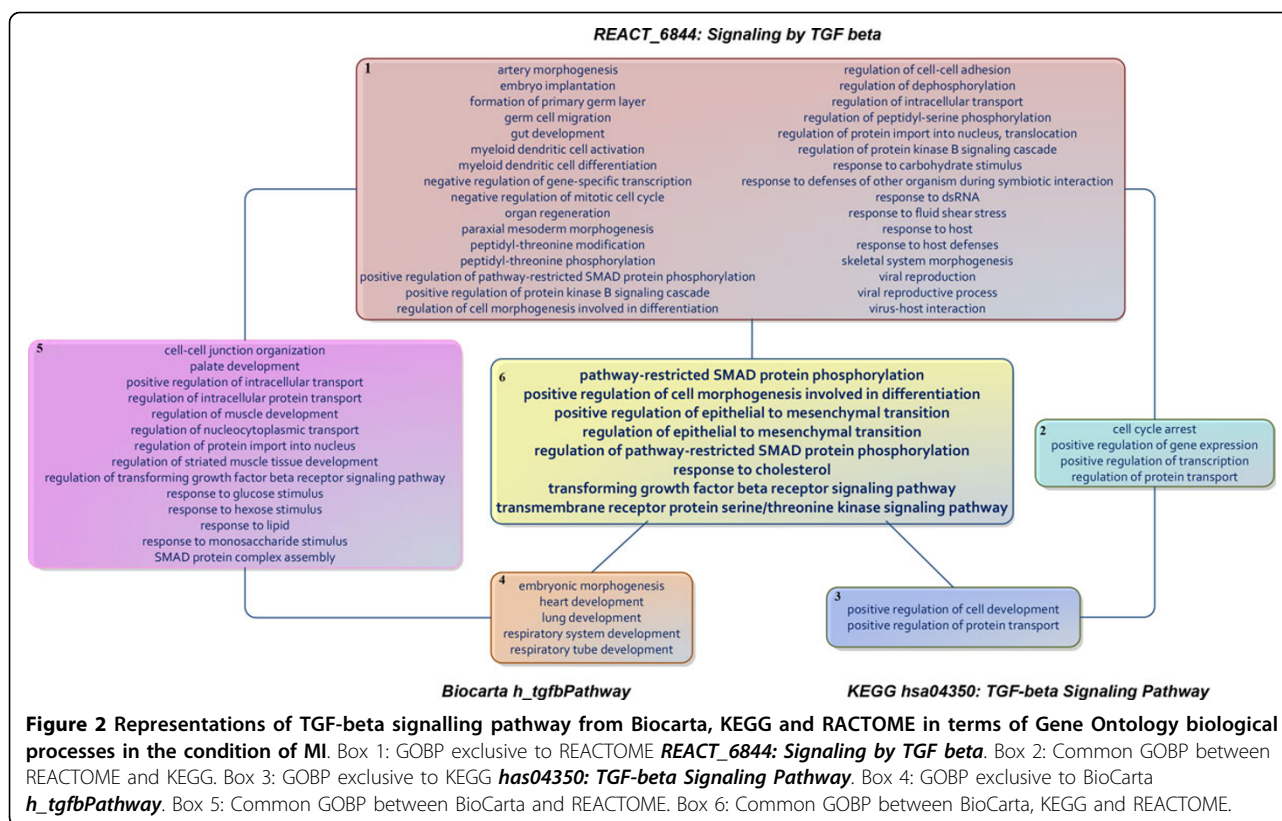 REACT_6844: Signaling by TGF beta
1
artery morphogenesis
embryo implantation
formation of primary germ layer
germ cell migration
gut development
myeloid dendritic cell activation
myeloid dendritic cell differentiation
negative regulation of gene-specific transcription
negative regulation of mitotic cell cycle
organ regeneration
paraxial mesoderm morphogenesis
peptidyl-threonine modification
peptidyl-threonine phosphorylation
positive regulation of pathway-restricted SMAD protein phosphorylation
positive regulation of protein kinase B signaling cascade
regulation of cell morphogenesis involved in differentiation
regulation of cell-cell adhesion
regulation of dephosphorylation
regulation of intracellular transport
regulation of peptidyl-serine phosphorylation
regulation of protein import into nucleus, translocation
regulation of protein kinase B signaling cascade
response to carbohydrate stimulus
response to defenses of other organism during symbiotic interaction
response to dsRNA
response to fluid shear stress
response to host
response to host defenses
skeletal system morphogenesis
viral reproduction
viral reproductive process
virus-host interaction
5
cell-cell junction organization
palate development
positive regulation of intracellular transport
regulation of intracellular protein transport
regulation of muscle development
regulation of nucleocytoplasmic transport
regulation of protein import into nucleus
regulation of striated muscle tissue development
regulation of transforming growth factor beta receptor signaling pathway
response to glucose stimulus
response to hexose stimulus
response to lipid
response to monosaccharide stimulus
SMAD protein complex assembly
6
pathway-restricted SMAD protein phosphorylation
positive regulation of cell morphogenesis involved in differentiation
positive regulation of epithelial to mesenchymal transition
regulation of epithelial to mesenchymal transition
regulation of pathway-restricted SMAD protein phosphorylation
response to cholesterol
transforming growth factor beta receptor signaling pathway
transmembrane receptor protein serine/threonine kinase signaling pathway
2
cell cycle arrest
positive regulation of gene expression
positive regulation of transcription
regulation of protein transport
4
embryonic morphogenesis
heart development
lung development
respiratory system development
respiratory tube development
3
positive regulation of cell development
positive regulation of protein transport
Biocarta h_tgfbPathway
KEGG hsa04350: TGF-beta Signaling Pathway
Figure 2 Representations of TGF-beta signalling pathway from Biocarta, KEGG and RACTOME in terms of Gene Ontology biological
processes in the condition of MI. Box 1: GOBP exclusive to REACTOME REACT_6844: Signaling by TGF beta. Box 2: Common GOBP between
REACTOME and KEGG. Box 3: GOBP exclusive to KEGG has04350: TGF-beta Signaling Pathway. Box 4: GOBP exclusive to BioCarta
h_tgfbPathway. Box 5: Common GOBP between BioCarta and REACTOME. Box 6: Common GOBP between BioCarta, KEGG and REACTOME.